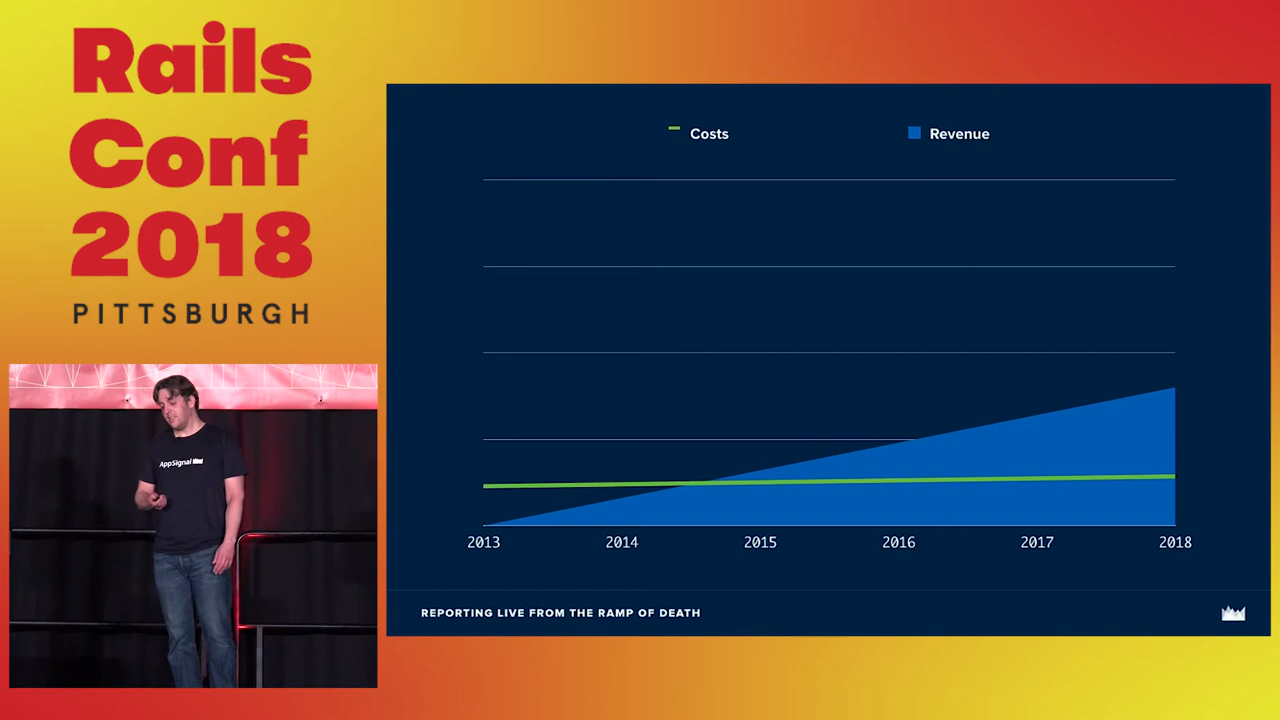 Rails
Conf
2018
PITTSBURGH
AppSignal
Costs
Revenue
2013 2014 2015 2016 2017 2018
REPORTING LIVE FROM THE RAMP OF DEATH